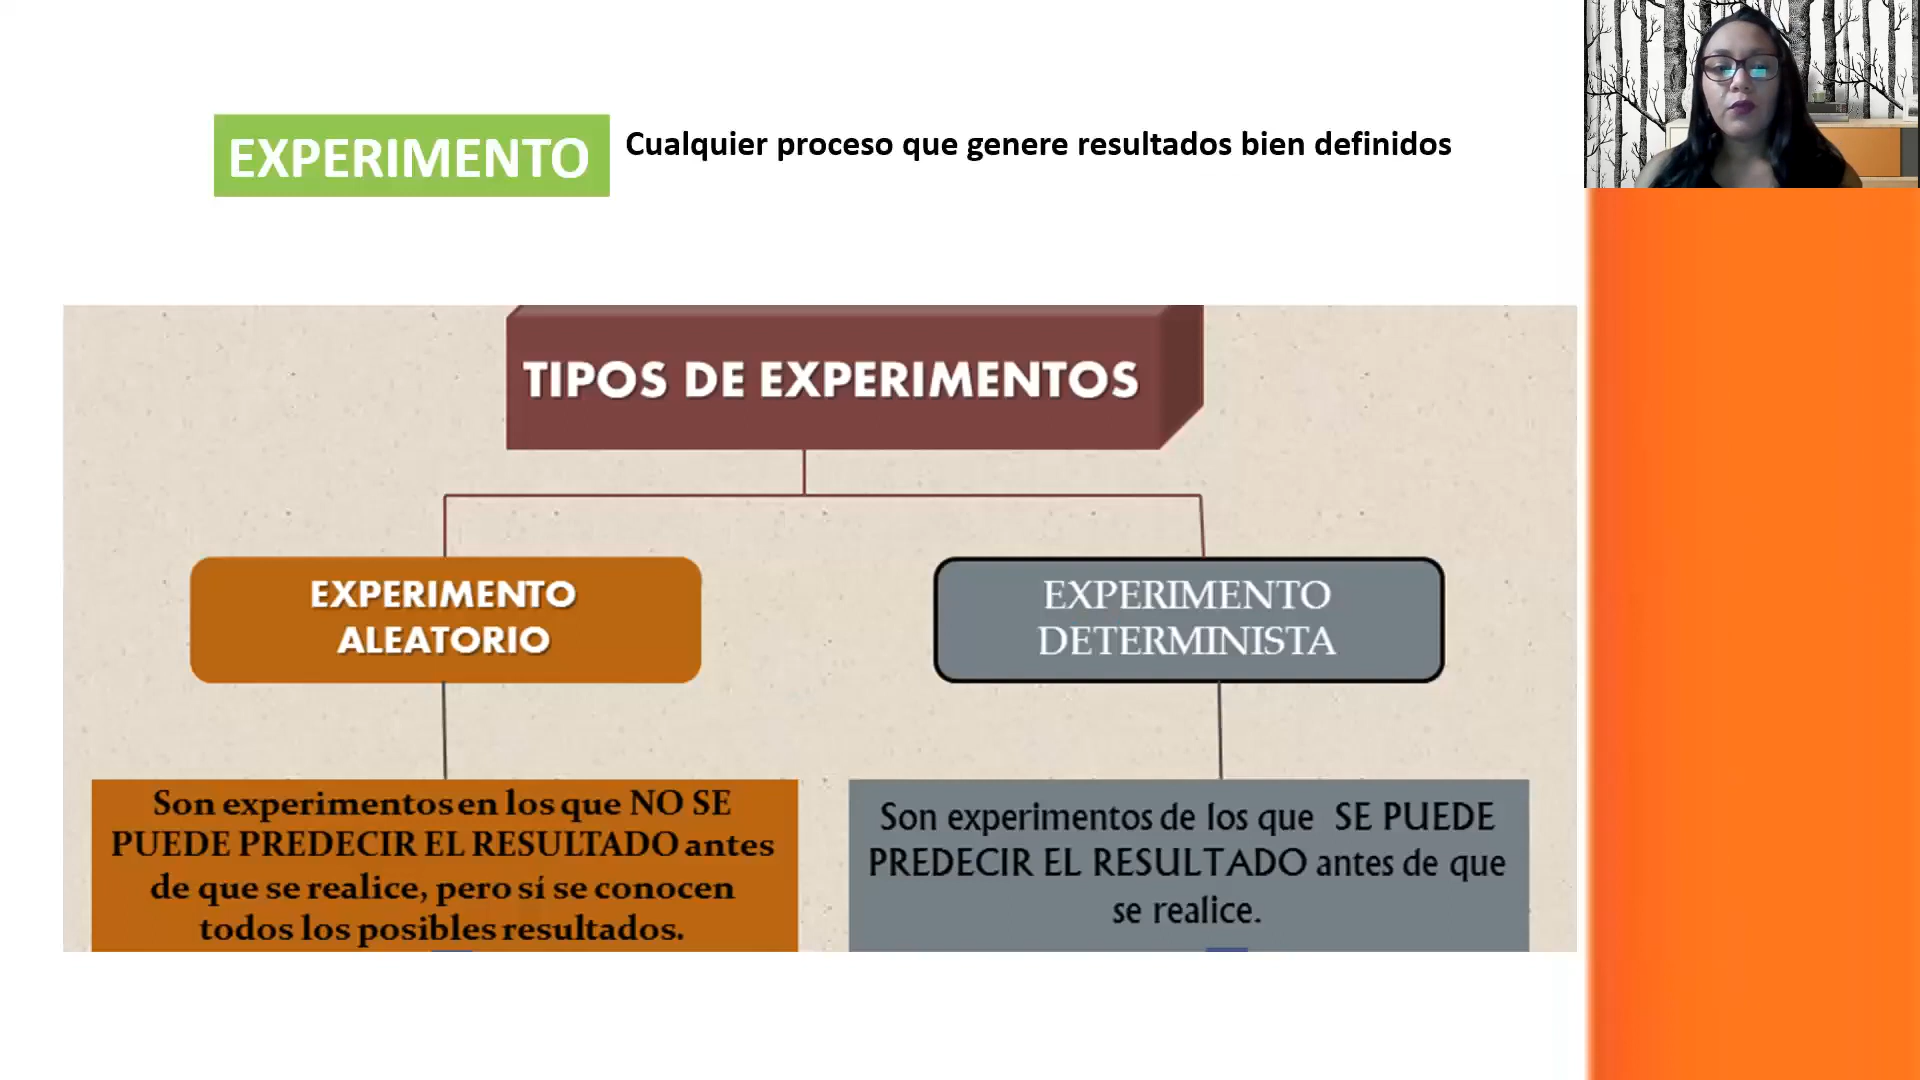 EXPERIMENTO
Cualquier proceso que genere resultados bien definidos
TIPOS DE EXPERIMENTOS
EXPERIMENTO
ALEATORIO
Son experimentos en los que NO SE
PUEDE PREDECIR EL RESULTADO antes
de que se realice, pero sí se conocen
todos los posibles resultados.
EXPERIMENTO
DETERMINISTA
Son experimentos de los que SE PUEDE
PREDECIR EL RESULTADO antes de que
se realice.